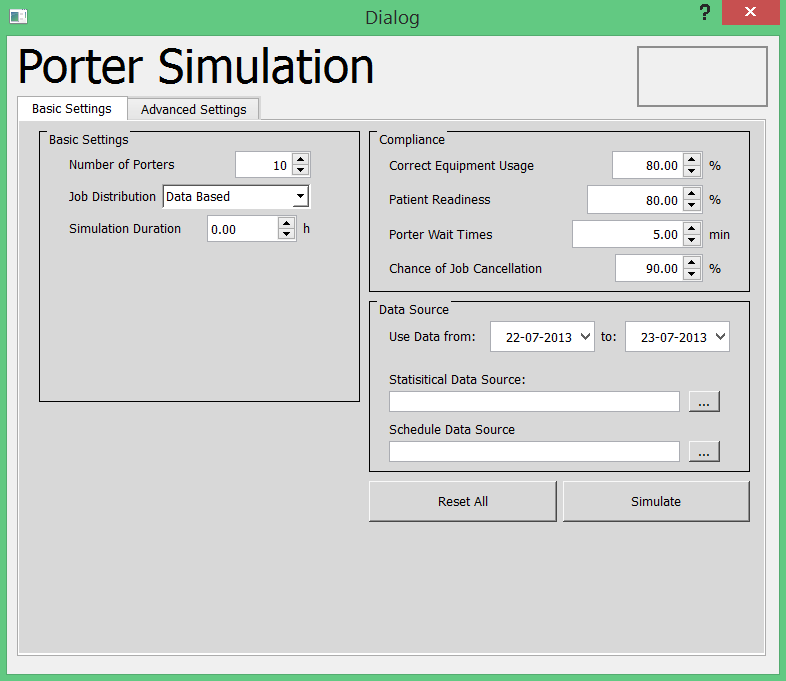 Dialog
?
Porter Simulation
Basic Settings
Advanced Settings
Basic Settings
Number of Porters 10
Job Distribution Data Based
Simulation Duration 0.00 h
Compliance
Correct Equipment Usage 80.00 %
Patient Readiness 80.00 %
Porter Wait Times 5.00 min
Chance of Job Cancellation 90.00 %
Data Source
Use Data from: 22-07-2013 to: 23-07-2013
Statisitical Data Source:
...
Schedule Data Source
...
Reset All
Simulate